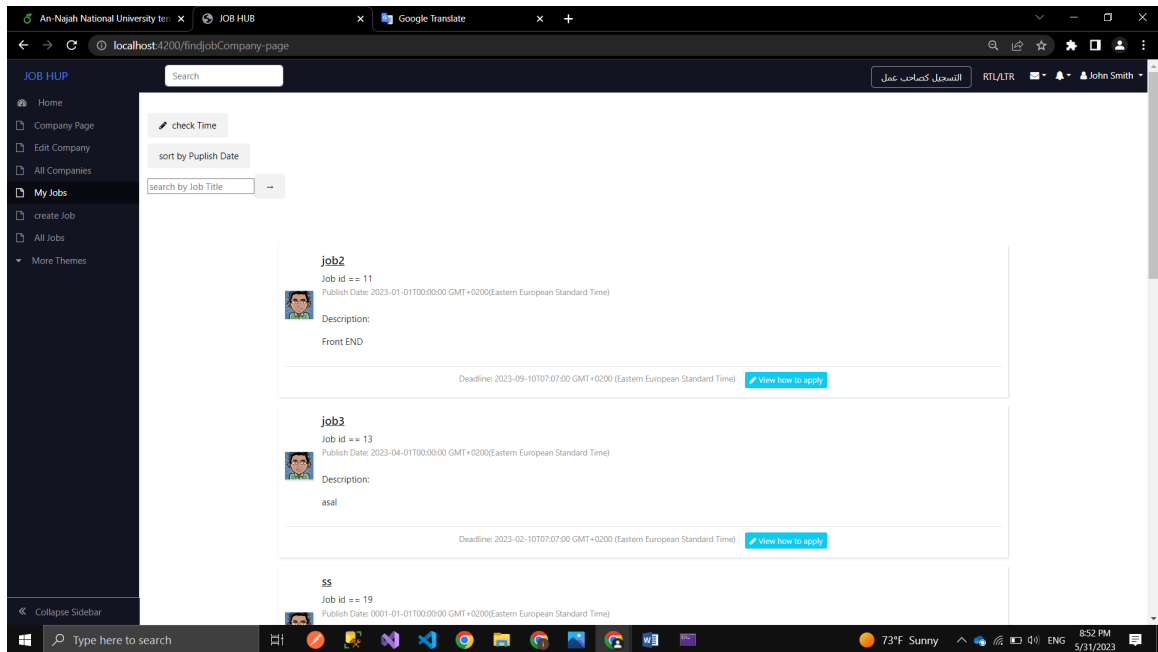 An-Najah National University ten
JOB HUB
Google Translate
localhost:4200/findjobCompany-page
JOB HUP
Search
التسجيل كصاحب عمل
RTL/LTR
John Smith
Home
Company Page
Edit Company
All Companies
My Jobs
create Job
All Jobs
More Themes
Collapse Sidebar
check Time
sort by Puplish Date
search by Job Title
→
job2
Job id == 11
Publish Date: 2023-01-01T00:00:00 GMT+0200(Eastern European Standard Time)
Description:
Front END
Deadline: 2023-09-10T07:07:00 GMT+0200 (Eastern European Standard Time)
View how to apply
job3
Job id == 13
Publish Date: 2023-04-01T00:00:00 GMT+0200(Eastern European Standard Time)
Description:
asal
Deadline: 2023-02-10T07:07:00 GMT+0200 (Eastern European Standard Time)
View how to apply
ss
Job id == 19
Publish Date: 0001-01-01T00:00:00 GMT+0200(Eastern European Standard Time)
Type here to search
73°F Sunny
ENG
8:52 PM
5/31/2023